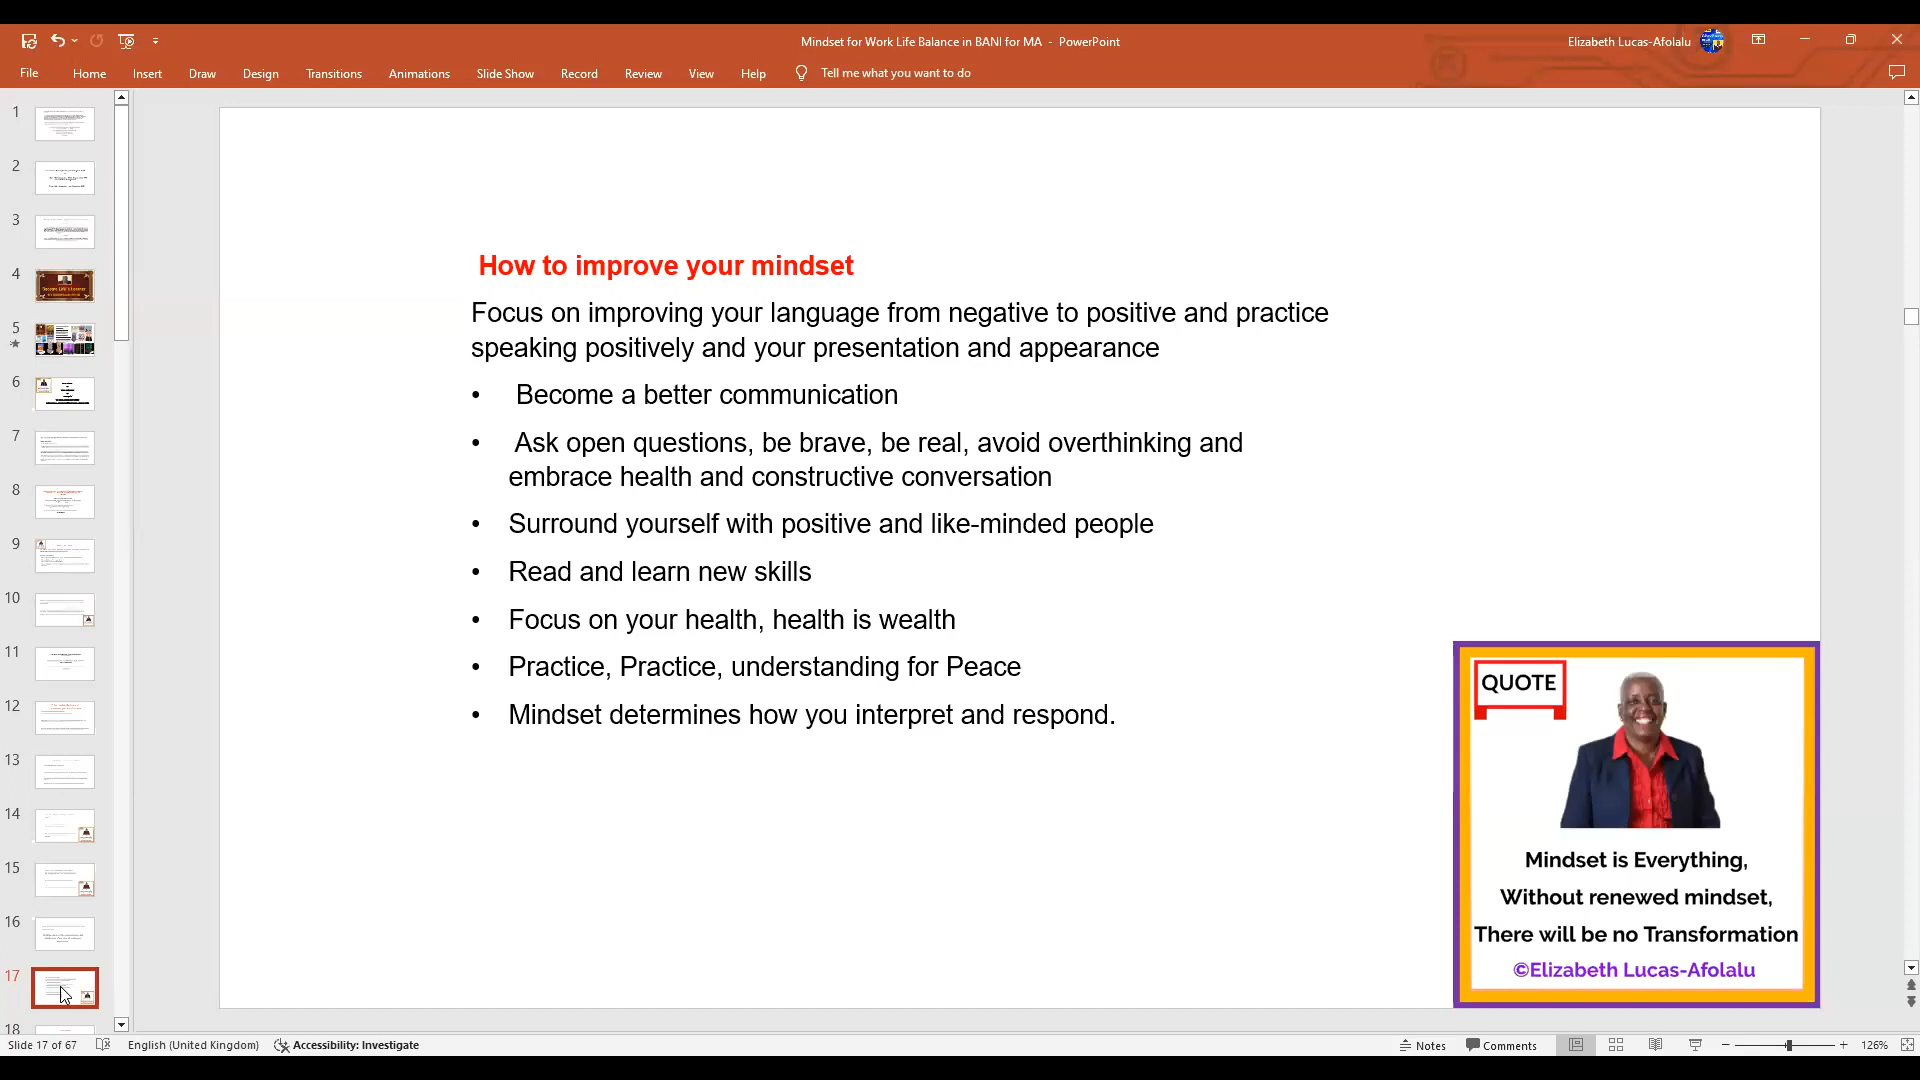 Mindset for Work Life Balance in BANI for MA - PowerPoint
Elizabeth Lucas-Afolalu
File Home Insert Draw Design Transitions Animations Slide Show Record Review View Help Tell me what you want to do
1
2
3
4
5
6
7
8
9
10
11
12
13
14
15
16
17
18
How to improve your mindset
Focus on improving your language from negative to positive and practice
speaking positively and your presentation and appearance
• Become a better communication
• Ask open questions, be brave, be real, avoid overthinking and
embrace health and constructive conversation
• Surround yourself with positive and like-minded people
• Read and learn new skills
• Focus on your health, health is wealth
• Practice, Practice, understanding for Peace
• Mindset determines how you interpret and respond.
QUOTE
Mindset is Everything,
Without renewed mindset,
There will be no Transformation
©Elizabeth Lucas-Afolalu
Slide 17 of 67 English (United Kingdom) Accessibility: Investigate Notes Comments 126%